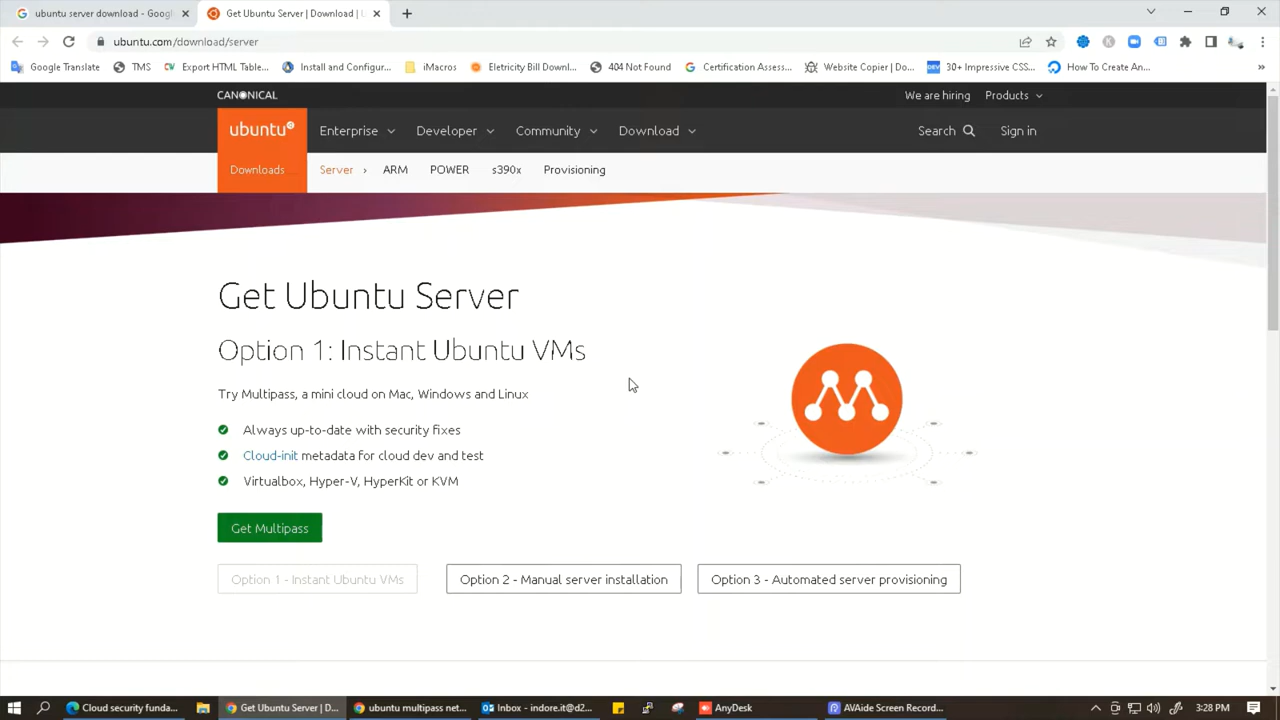 ubuntu server download - Goog
Get Ubuntu Server | Download | U
ubuntu.com/download/server
Google Translate
TMS
Export HTML Table...
Install and Configur...
iMacros
Eletricity Bill Downl...
404 Not Found
Certification Assess...
Website Copier | Do...
30+ Impressive CSS...
How To Create An...
CANONICAL
We are hiring
Products
ubuntu
Enterprise
Developer
Community
Download
Search
Sign in
Downloads
Server
ARM
POWER
s390x
Provisioning
Get Ubuntu Server
Option 1: Instant Ubuntu VMs
Try Multipass, a mini cloud on Mac, Windows and Linux
Always up-to-date with security fixes
Cloud-init metadata for cloud dev and test
Virtualbox, Hyper-V, HyperKit or KVM
Get Multipass
Option 1 - Instant Ubuntu VMs
Option 2 - Manual server installation
Option 3 - Automated server provisioning
Cloud security funda...
Get Ubuntu Server | D...
ubuntu multipass net...
Inbox - indore.it@d2...
AnyDesk
AVAide Screen Record...
3:28 PM